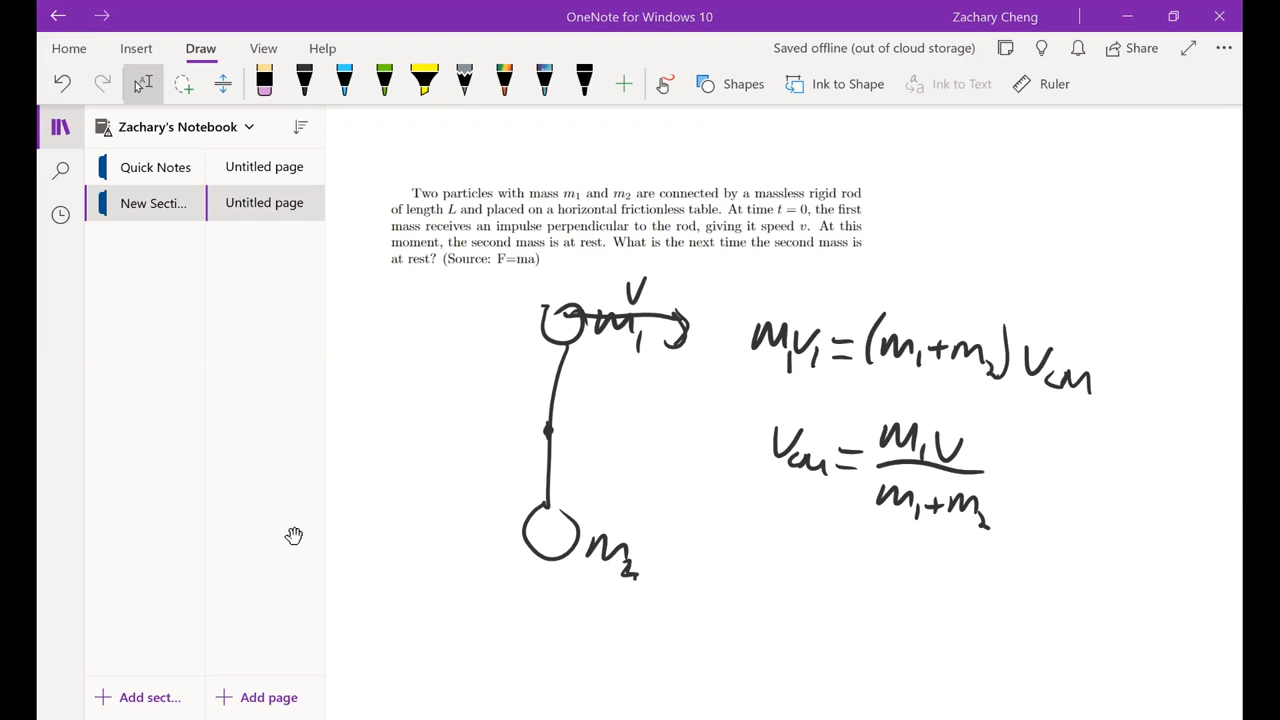 OneNote for Windows 10
Zachary Cheng
Home Insert Draw View Help
Saved offline (out of cloud storage)
Share
Shapes
Ink to Shape
Ink to Text
Ruler
Zachary's Notebook
Quick Notes
Untitled page
New Secti...
Untitled page
Two particles with mass m₁ and m₂ are connected by a massless rigid rod
of length L and placed on a horizontal frictionless table. At time t = 0, the first
mass receives an impulse perpendicular to the rod, giving it speed v. At this
moment, the second mass is at rest. What is the next time the second mass is
at rest? (Source: F=ma)
v
m₁
m₂
m₁v₁ = (m₁+m₂) v_cm
v_cm = m₁v / m₁+m₂
Add sect...
Add page